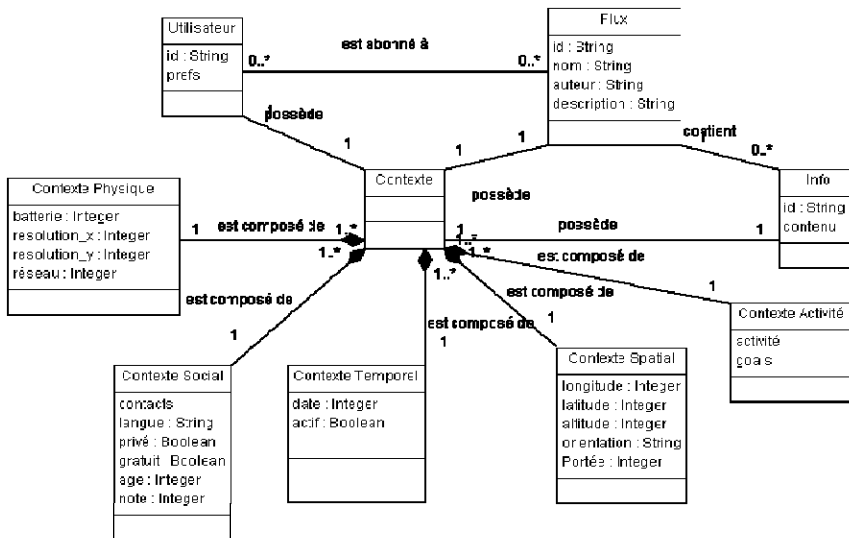 Utilisateur
id : String
prefs
est abonné à
0..*
0..*
Flux
id : String
nom : String
auteur : String
description : String
possède
1
1
1
contient
0..*
Contexte
possède
Info
id : String
contenu
Contexte Physique
batterie : Integer
resolution_x : Integer
resolution_y : Integer
réseau : Integer
1
est composé de
1..*
1
possède
1
1..*
1..*
1..*
1..*
est composé de
est composé de
est composé de
est composé de
1
1
1
1
Contexte Activité
activité
goals
Contexte Social
contacts
langue : String
privé : Boolean
gratuit : Boolean
age : Integer
note : Integer
Contexte Temporel
date : Integer
actif : Boolean
Contexte Spatial
longitude : Integer
latitude : Integer
altitude : Integer
orientation : String
Portée : Integer